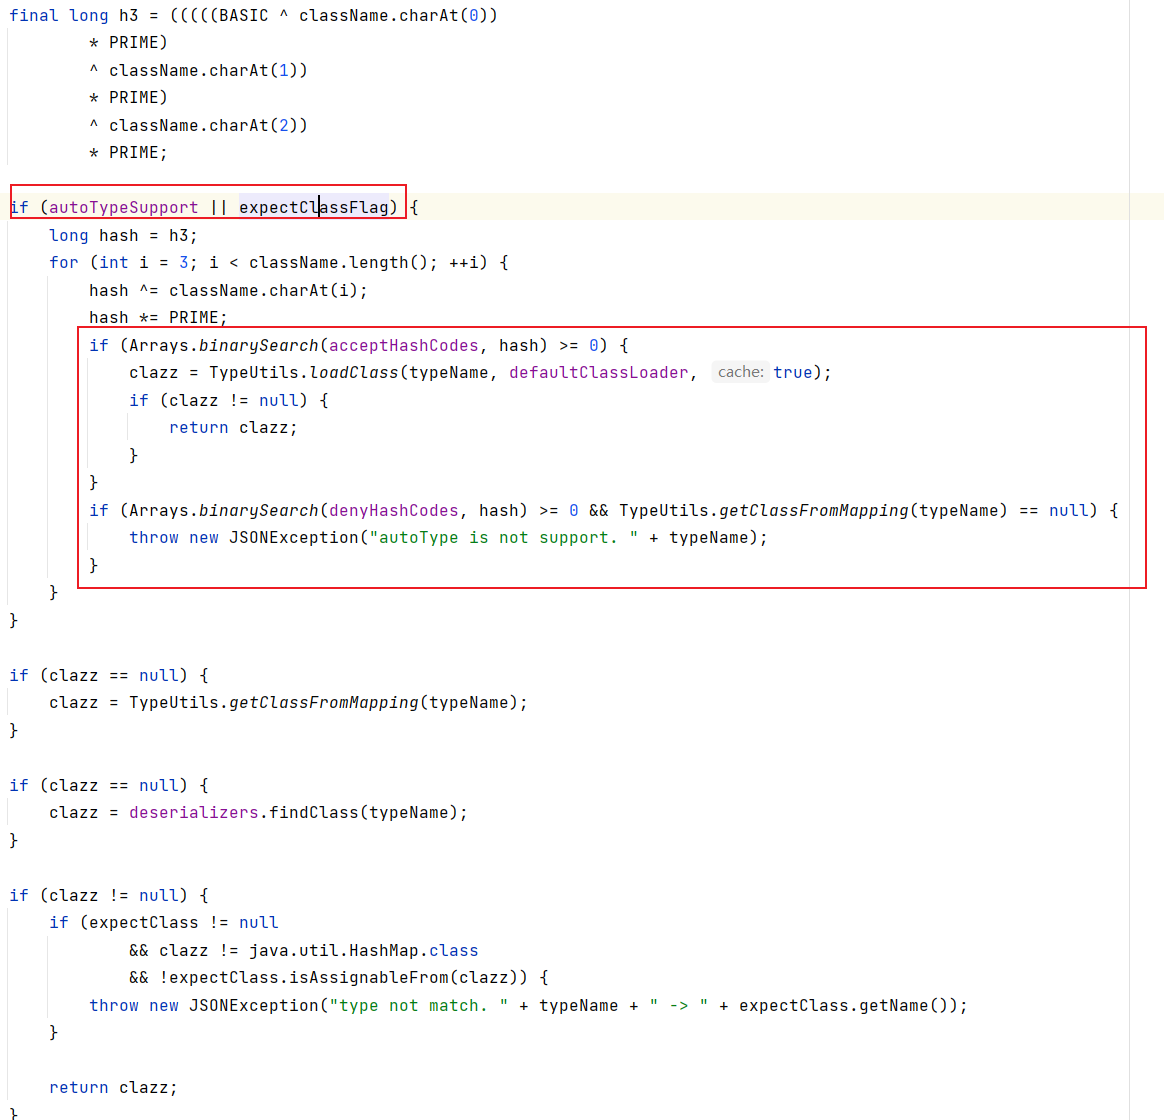 final long h3 = (((((BASIC ^ className.charAt(0))
* PRIME)
^ className.charAt(1))
* PRIME)
^ className.charAt(2))
* PRIME;
if (autoTypeSupport || expectClassFlag) {
long hash = h3;
for (int i = 3; i < className.length(); ++i) {
hash ^= className.charAt(i);
hash *= PRIME;
if (Arrays.binarySearch(acceptHashCodes, hash) >= 0) {
clazz = TypeUtils.loadClass(typeName, defaultClassLoader, cache: true);
if (clazz != null) {
return clazz;
}
}
if (Arrays.binarySearch(denyHashCodes, hash) >= 0 && TypeUtils.getClassFromMapping(typeName) == null) {
throw new JSONException("autoType is not support. " + typeName);
}
}
}
if (clazz == null) {
clazz = TypeUtils.getClassFromMapping(typeName);
}
if (clazz == null) {
clazz = deserializers.findClass(typeName);
}
if (clazz != null) {
if (expectClass != null
&& clazz != java.util.HashMap.class
&& !expectClass.isAssignableFrom(clazz)) {
throw new JSONException("type not match. " + typeName + " -> " + expectClass.getName());
}
return clazz;
}